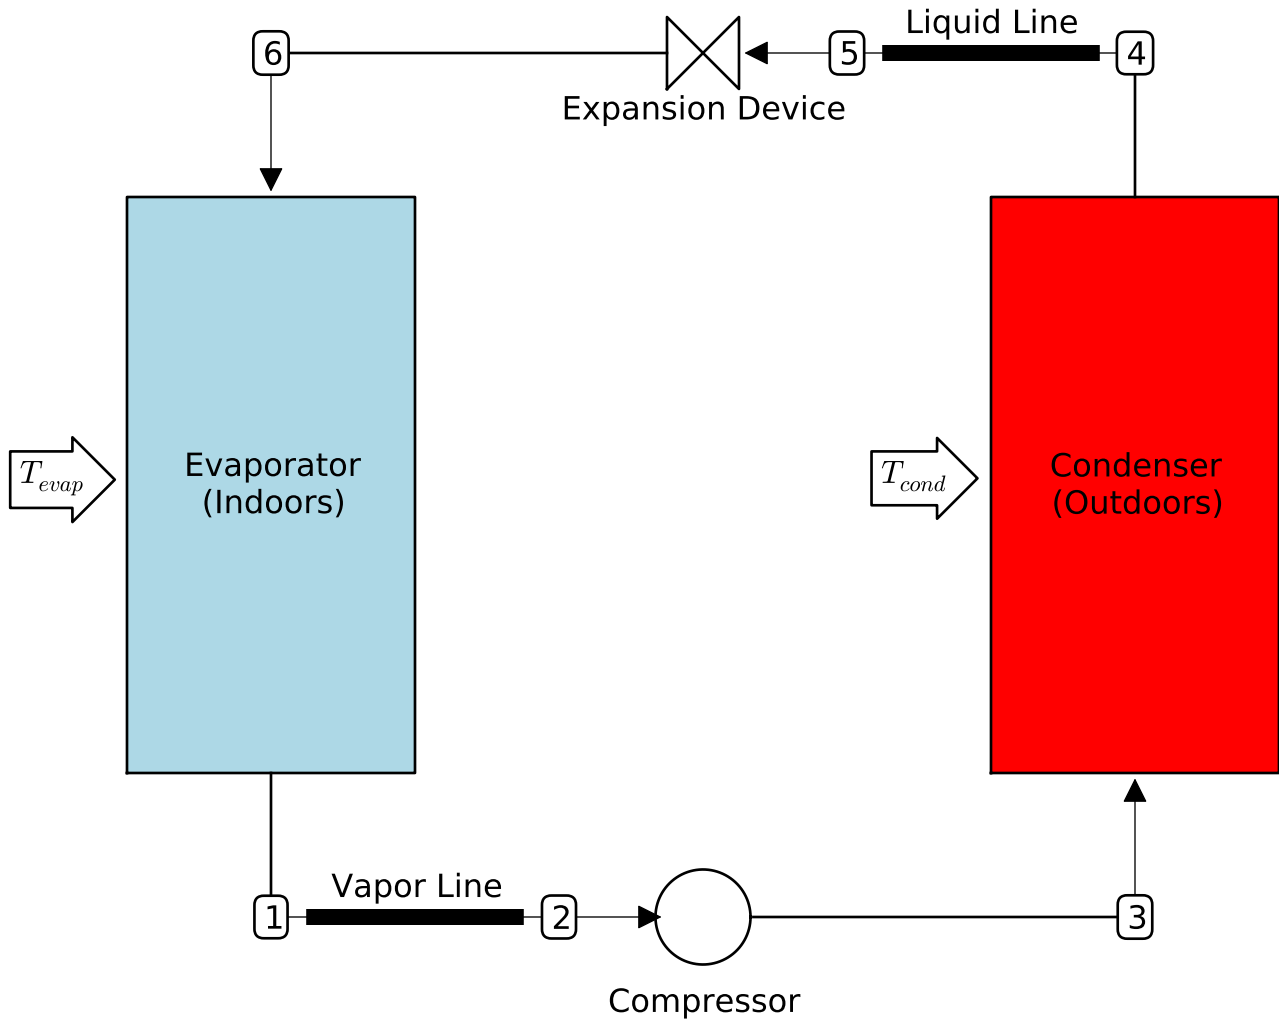 Liquid Line
6
5
4
Expansion Device
Evaporator
(Indoors)
T_evap
T_cond
Condenser
(Outdoors)
Vapor Line
1
2
3
Compressor